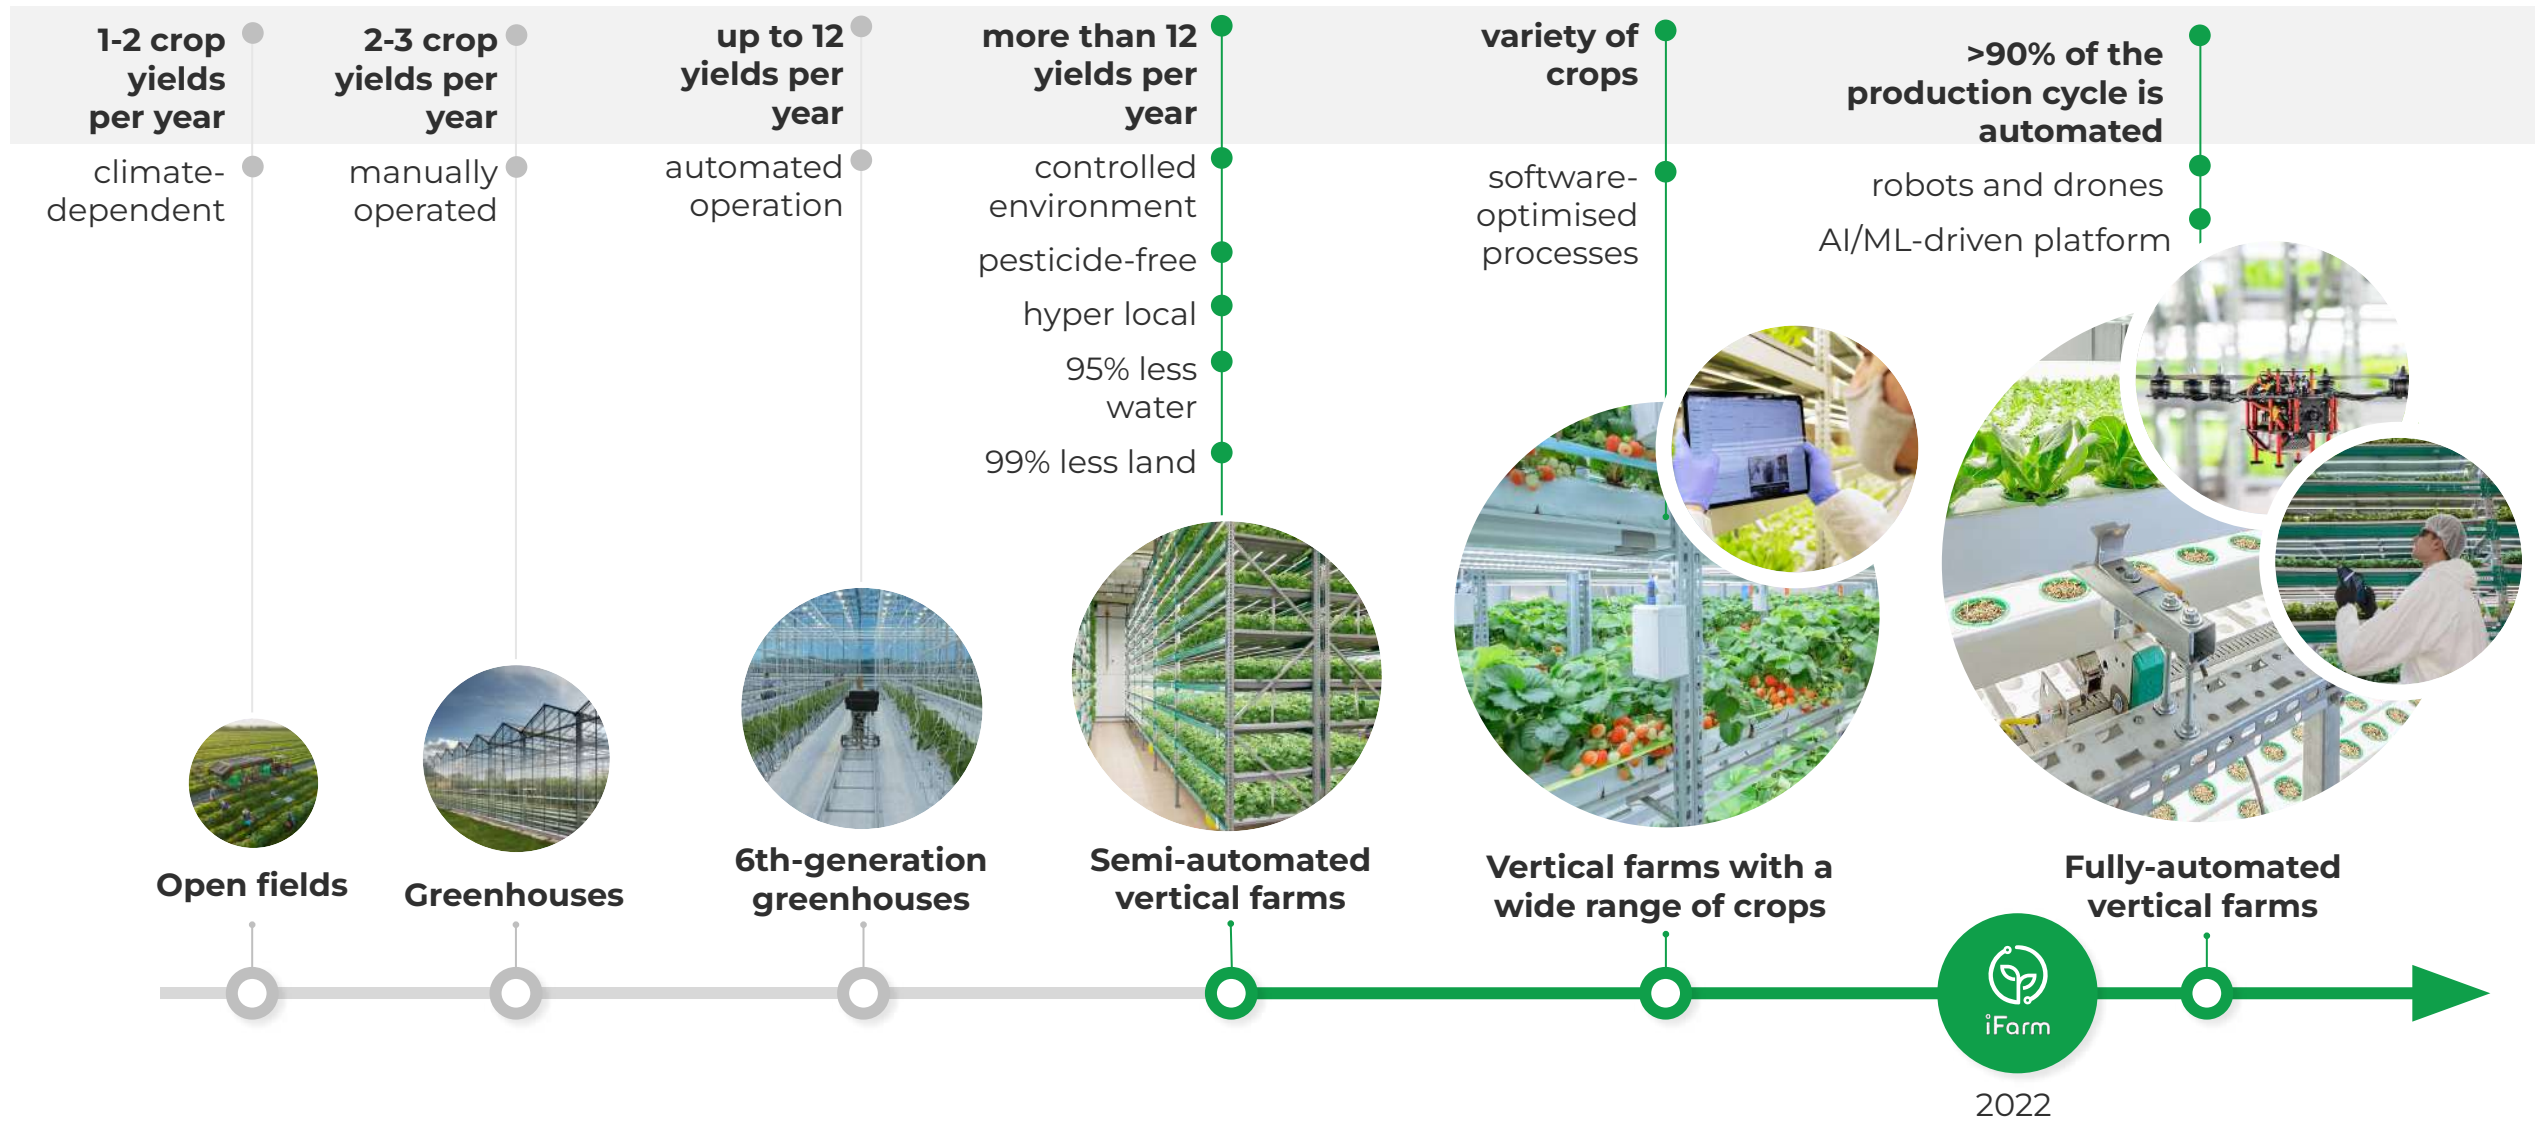 1-2 crop
yields
per year
climate-
dependent
2-3 crop
yields per
year
manually
operated
up to 12
yields per
year
automated
operation
more than 12
yields per
year
controlled
environment
pesticide-free
hyper local
95% less
water
99% less land
variety of
crops
software-
optimised
processes
>90% of the
production cycle is
automated
robots and drones
AI/ML-driven platform
Open fields
Greenhouses
6th-generation
greenhouses
Semi-automated
vertical farms
Vertical farms with a
wide range of crops
Fully-automated
vertical farms
iFarm
2022